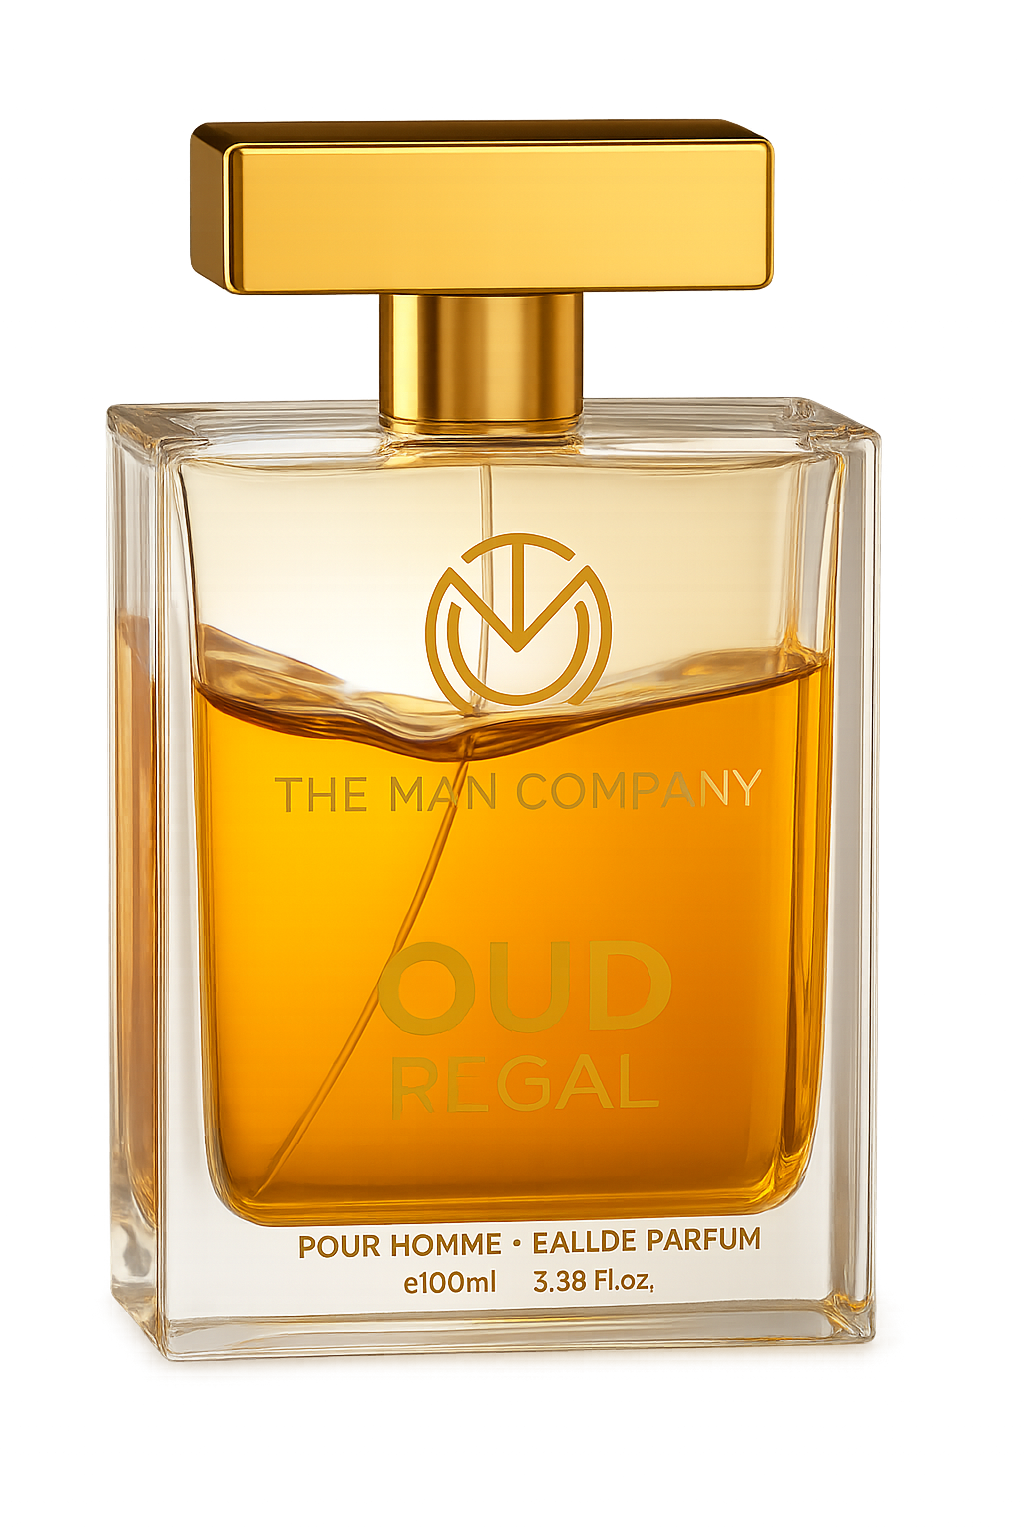 THE MAN COMPANY
OUD
REGAL
POUR HOMME • EALLDE PARFUM
e100ml 3.38 Fl.oz.